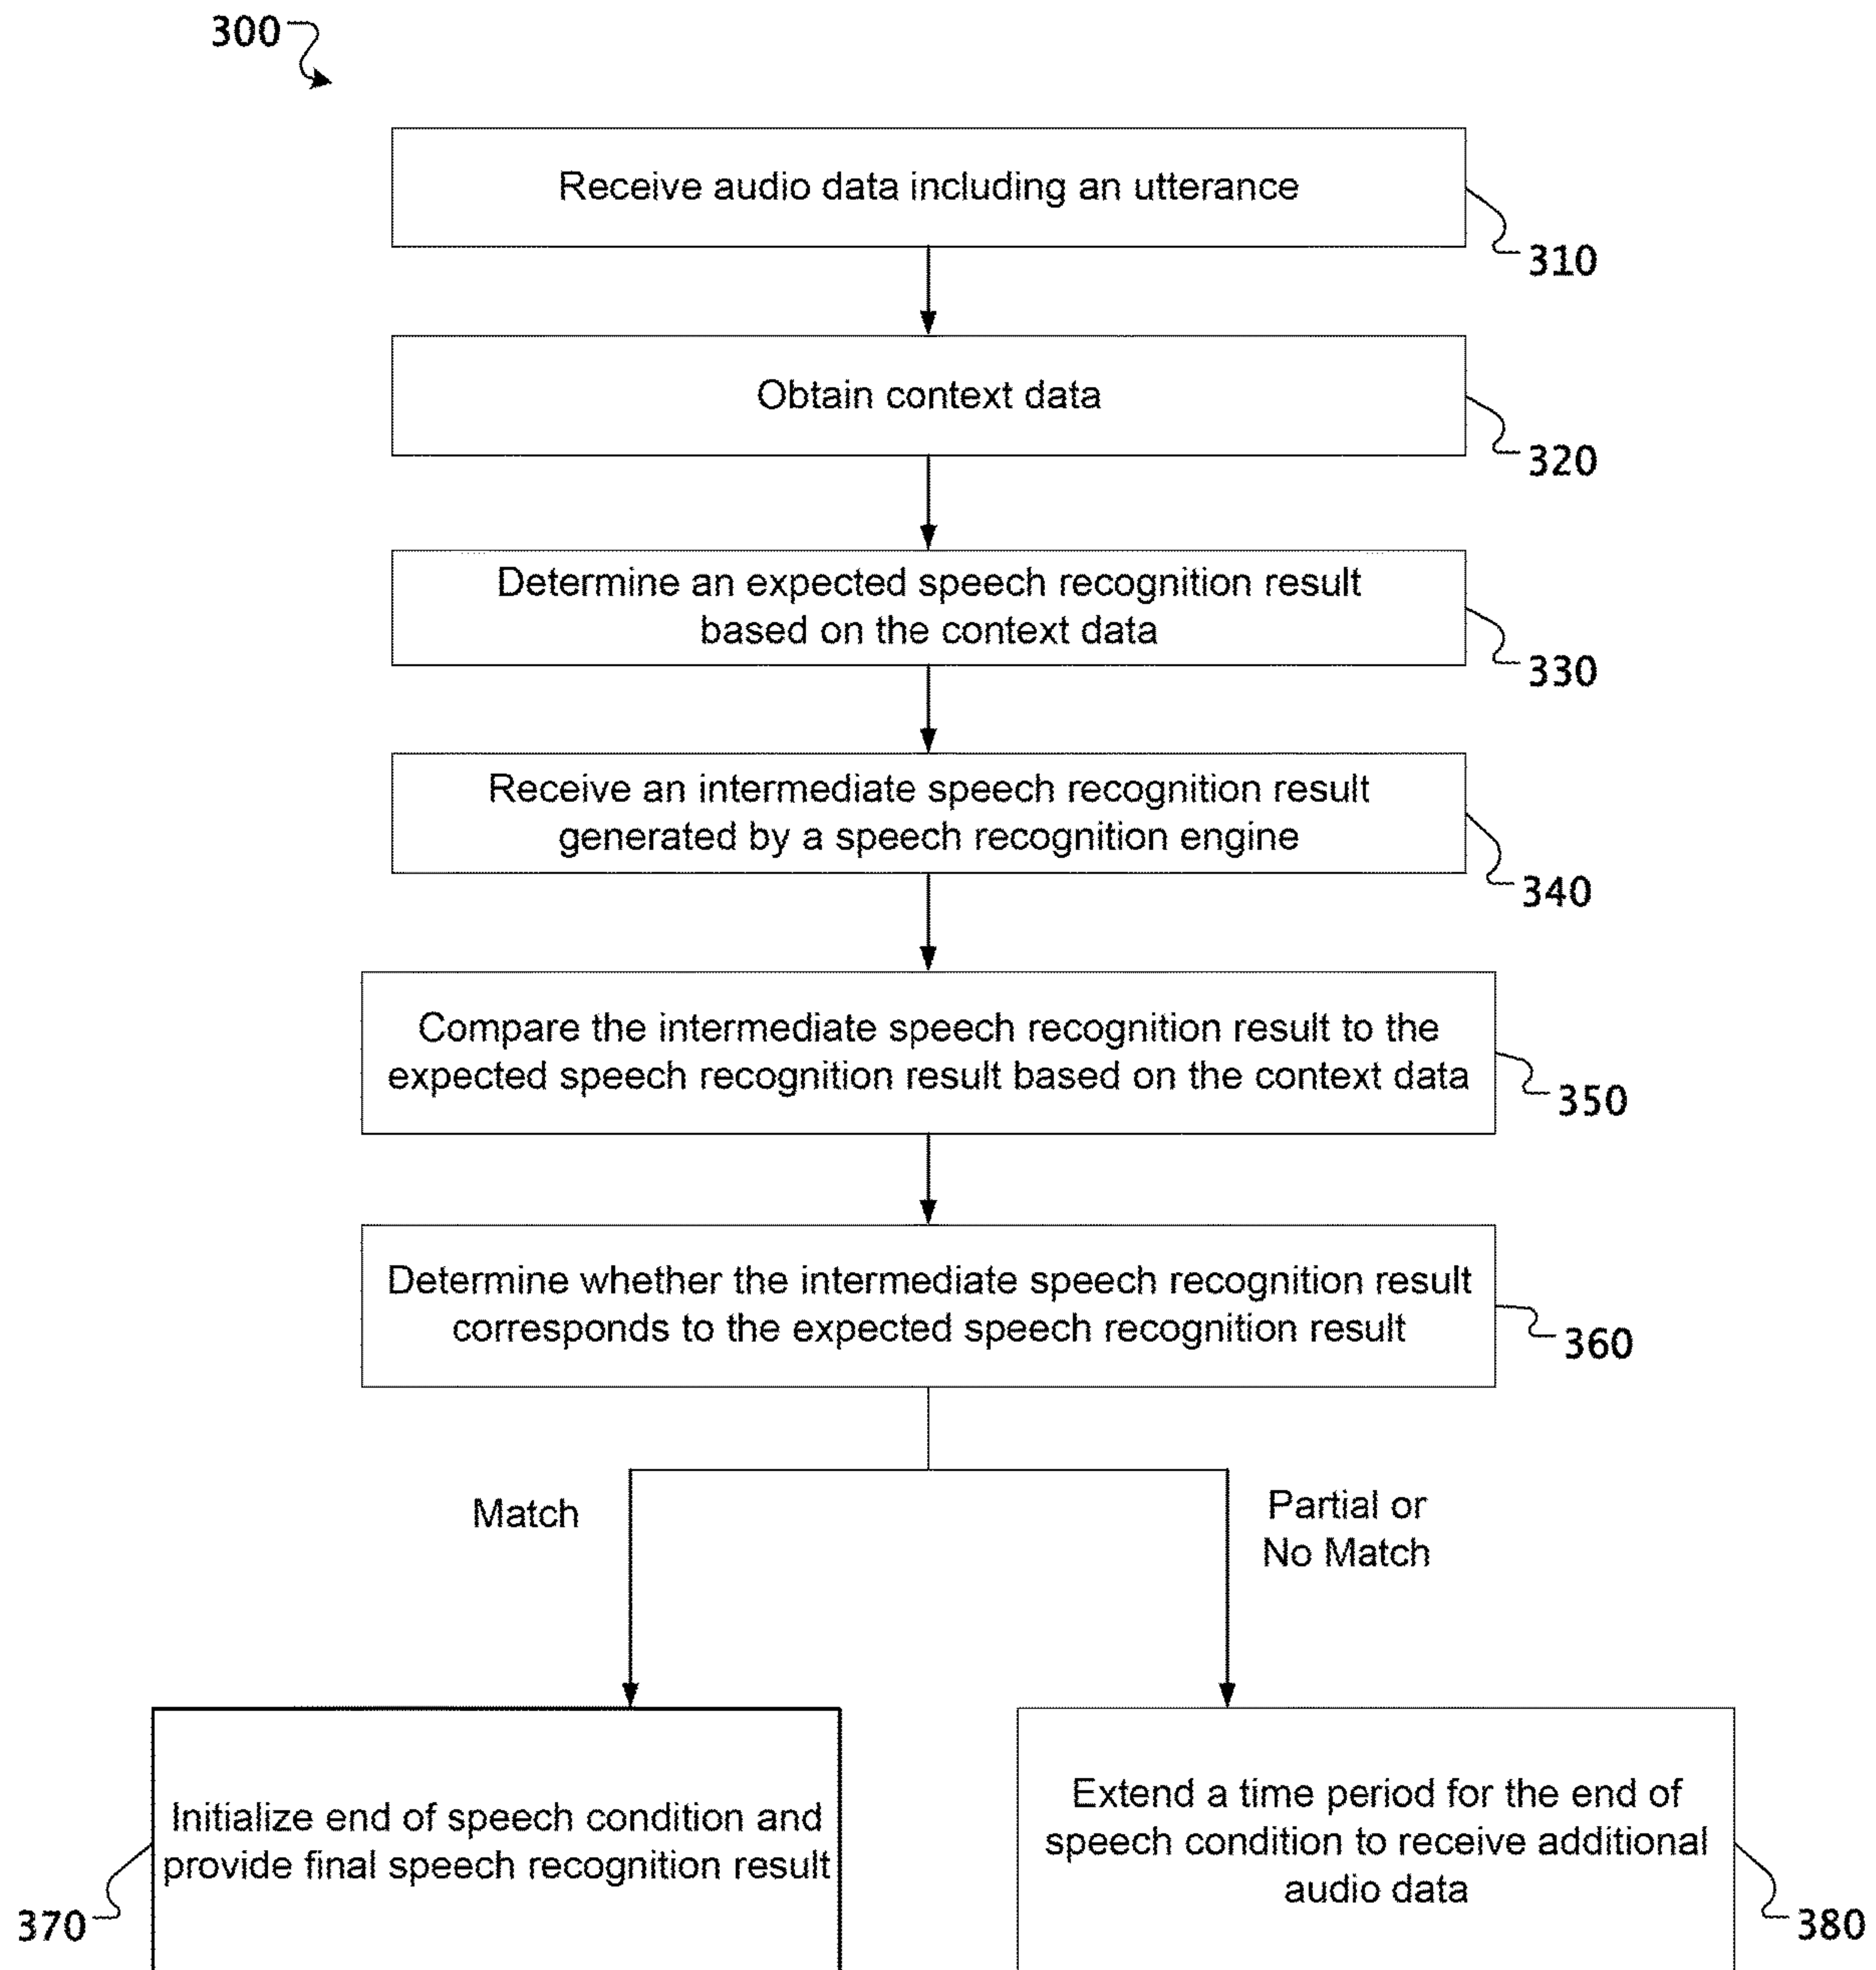 300
Receive audio data including an utterance
310
Obtain context data
320
Determine an expected speech recognition result
based on the context data
330
Receive an intermediate speech recognition result
generated by a speech recognition engine
340
Compare the intermediate speech recognition result to the
expected speech recognition result based on the context data
350
Determine whether the intermediate speech recognition result
corresponds to the expected speech recognition result
360
Match
Partial or
No Match
Initialize end of speech condition and
provide final speech recognition result
370
Extend a time period for the end of
speech condition to receive additional
audio data
380